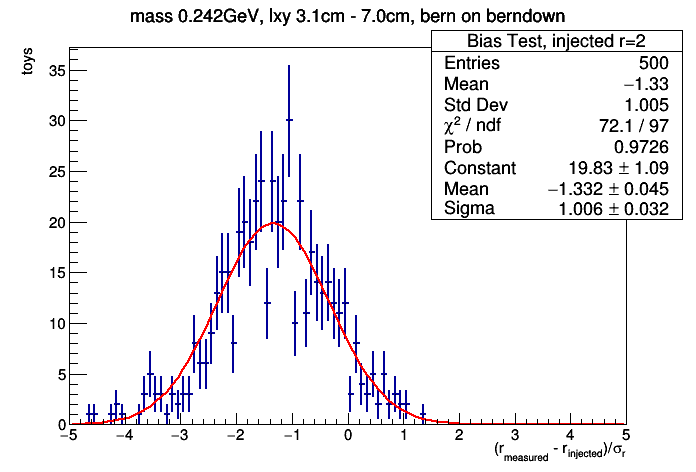 mass 0.242GeV, lxy 3.1cm - 7.0cm, bern on berndown
Bias Test, injected r=2
Entries 500
Mean −1.33
Std Dev 1.005
χ² / ndf 72.1 / 97
Prob 0.9726
Constant 19.83 ± 1.09
Mean −1.332 ± 0.045
Sigma 1.006 ± 0.032
toys
35
30
25
20
15
10
5
0
−5 −4 −3 −2 −1 0 1 2 3 4 5
(r_measured - r_injected)/σ_r